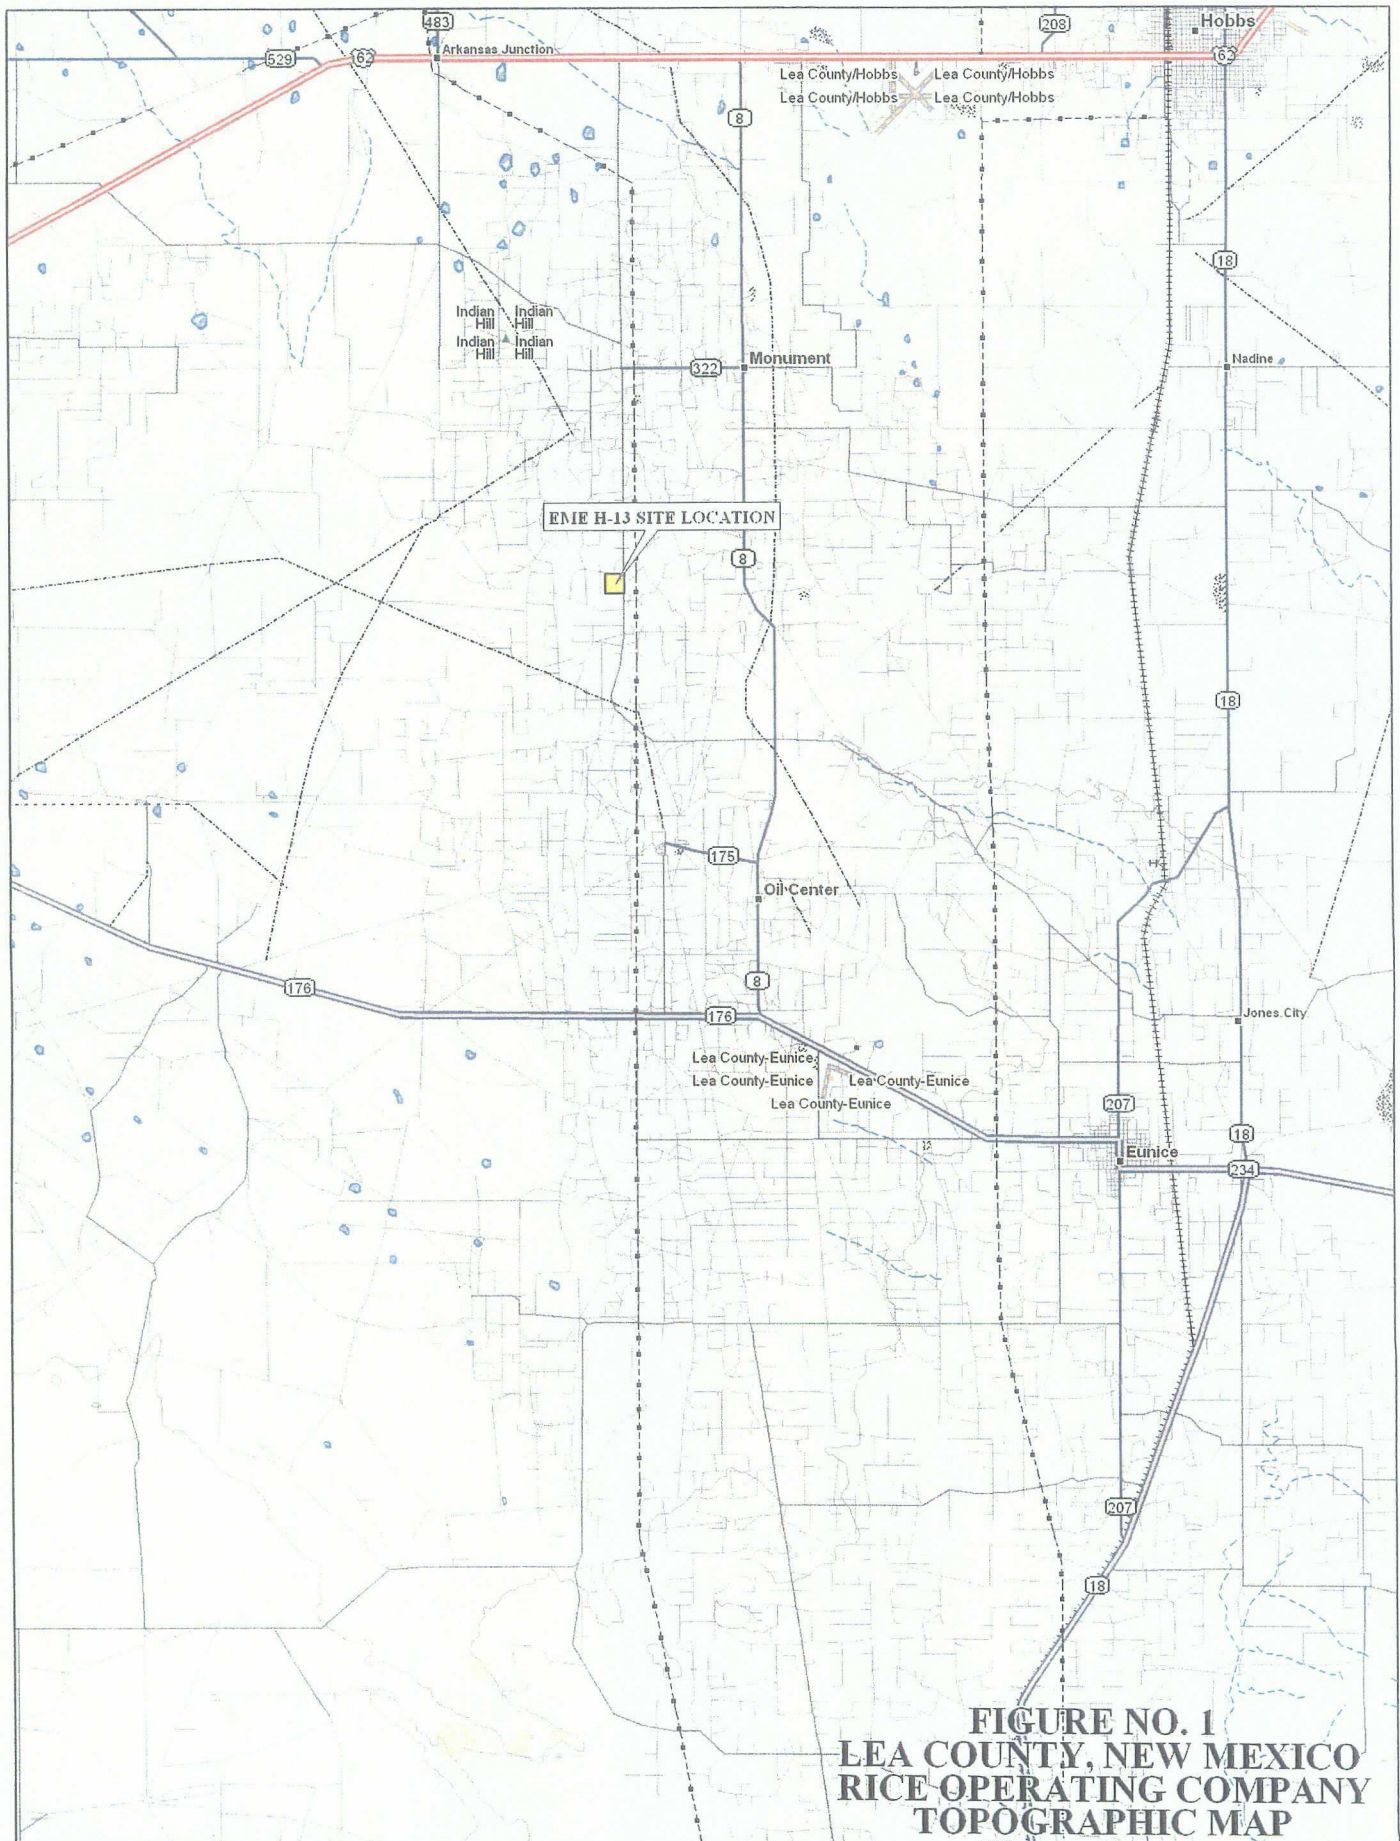 483
208
Hobbs
529
62
Arkansas Junction
62
Lea County/Hobbs
Lea County/Hobbs
Lea County/Hobbs
Lea County/Hobbs
8
18
Indian Hill
Indian Hill
Indian Hill
Indian Hill
322
Monument
Nadine
EME H-13 SITE LOCATION
8
18
175
Oil Center
176
8
176
Jones City
Lea County-Eunice
Lea County-Eunice
Lea County-Eunice
Lea County-Eunice
207
18
Eunice
234
207
18
FIGURE NO. 1
LEA COUNTY, NEW MEXICO
RICE OPERATING COMPANY
TOPOGRAPHIC MAP